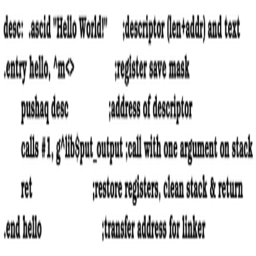 desc: .ascid "Hello World!" ;descriptor (len+addr) and text
.entry hello, ^m<> ;register save mask
pushaq desc ;address of descriptor
calls #1, g^lib$put_output ;call with one argument on stack
ret ;restore registers, clean stack & return
.end hello ;transfer address for linker